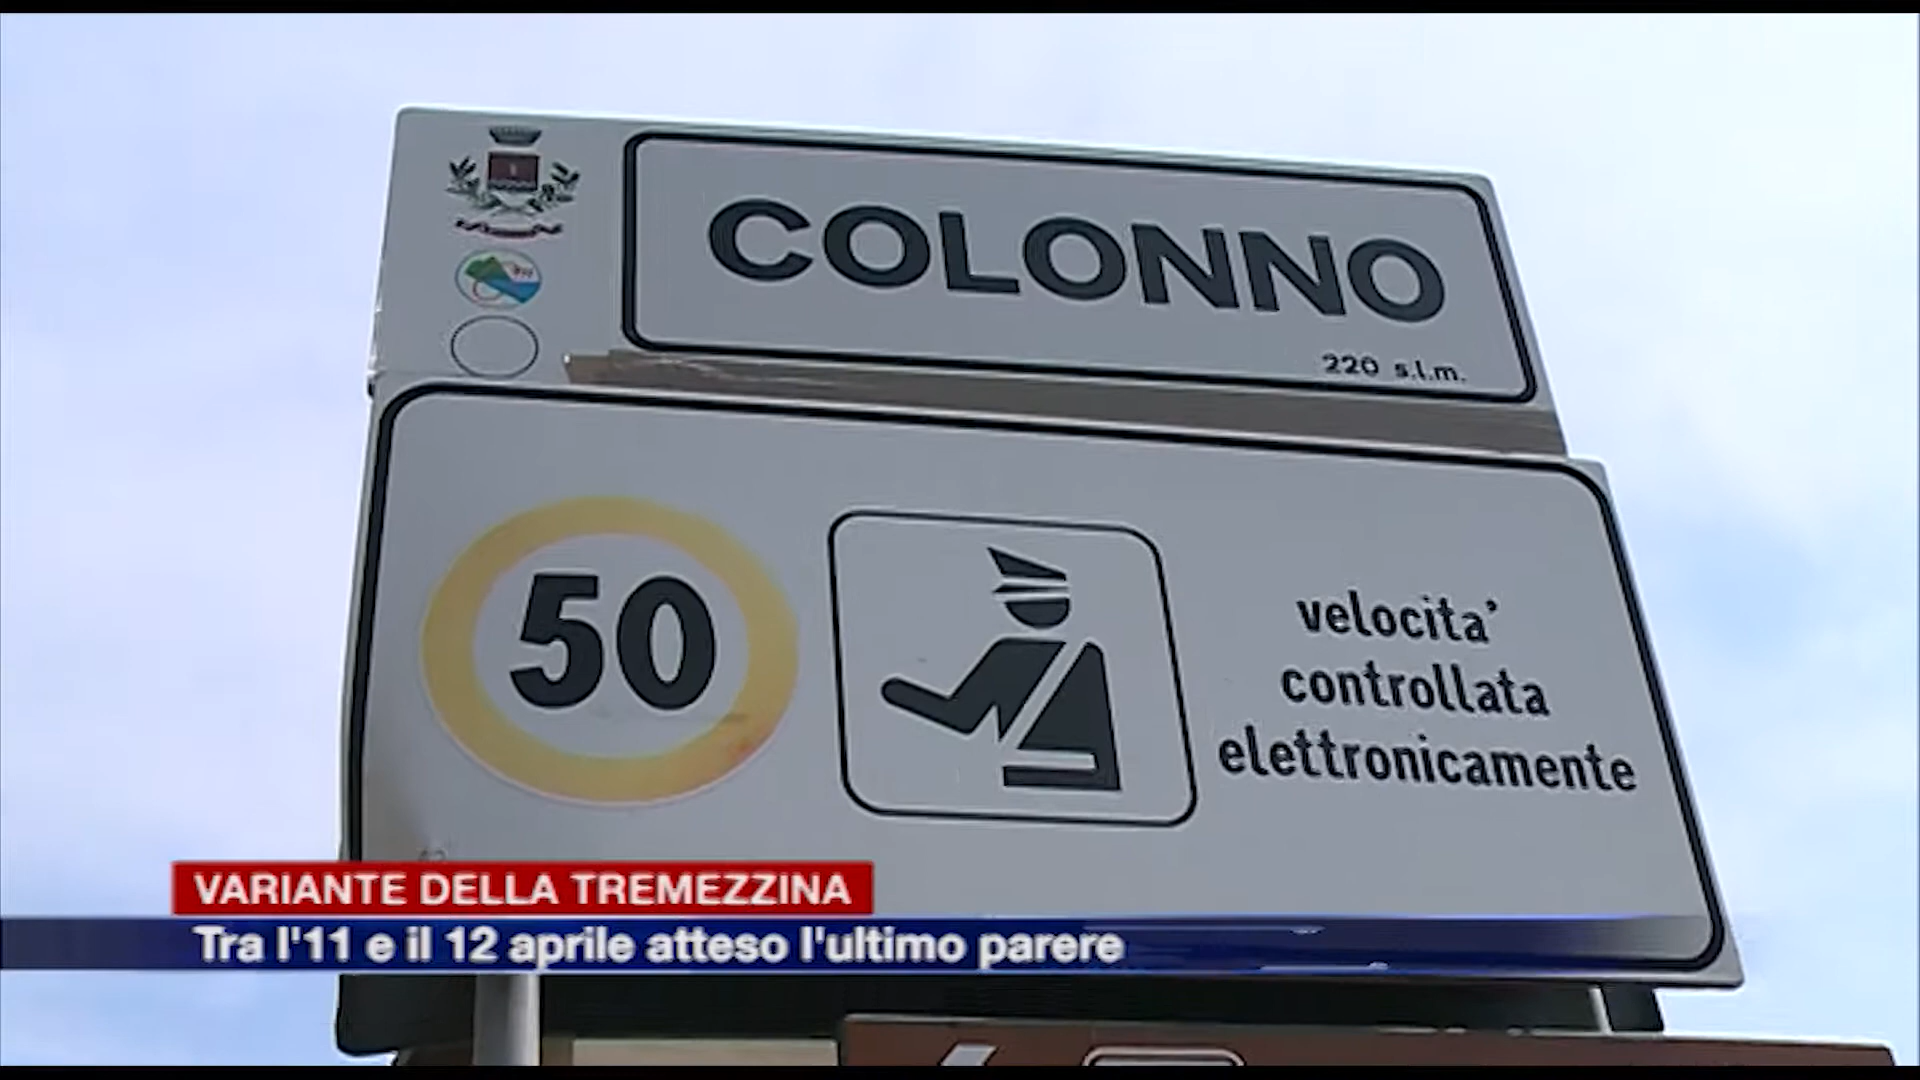 COLONNO
220 s.l.m.
50
velocita'
controllata
elettronicamente
VARIANTE DELLA TREMEZZINA
Tra l'11 e il 12 aprile atteso l'ultimo parere